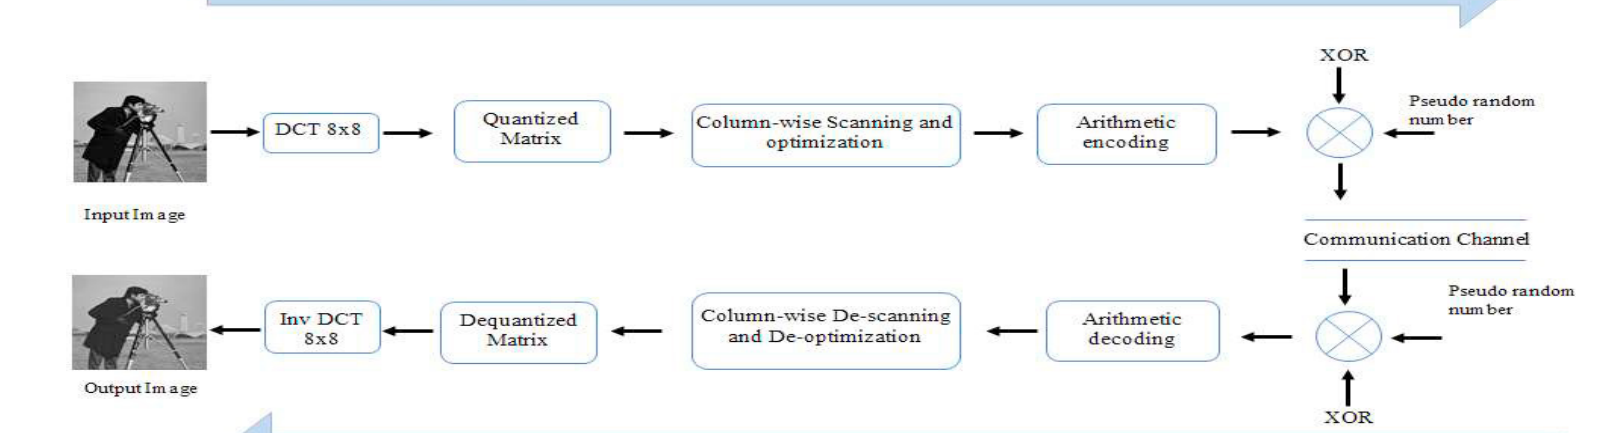 XOR
Pseudo random
number
DCT 8x8
Quantized
Matrix
Column-wise Scanning and
optimization
Arithmetic
encoding
Input Image
Communication Channel
Pseudo random
number
Inv DCT
8x8
Dequantized
Matrix
Column-wise De-scanning
and De-optimization
Arithmetic
decoding
Output Image
XOR